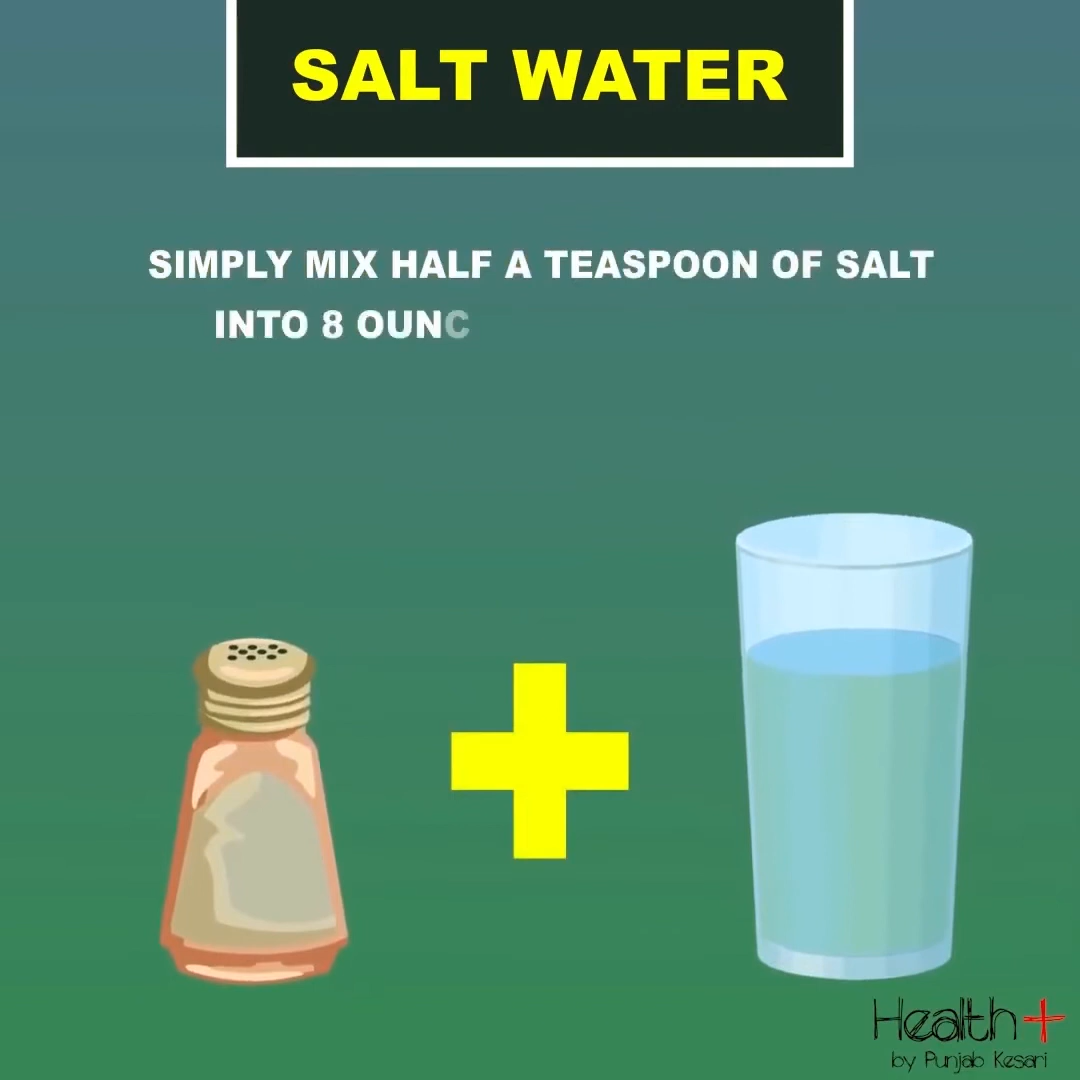 SALT WATER
SIMPLY MIX HALF A TEASPOON OF SALT
INTO 8 OUNC
Health+
by Punjab Kesari